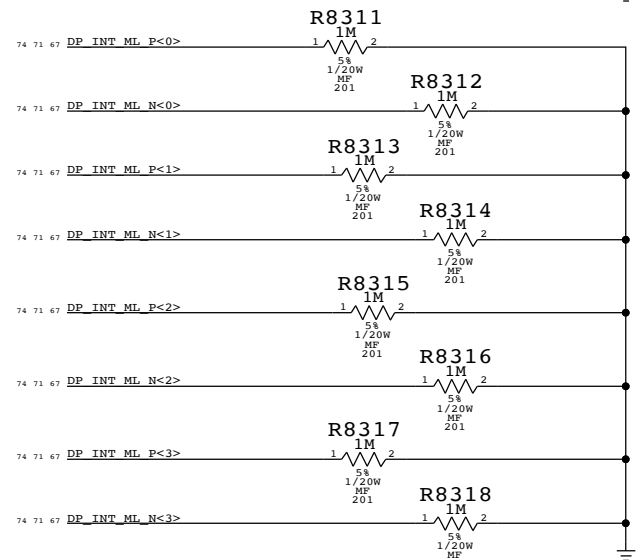 R8311
1M
74 71 67 DP_INT_ML_P<0> 1 2
5%
1/20W
MF
201
R8312
1M
74 71 67 DP_INT_ML_N<0> 1 2
5%
1/20W
MF
201
R8313
1M
74 71 67 DP_INT_ML_P<1> 1 2
5%
1/20W
MF
201
R8314
1M
74 71 67 DP_INT_ML_N<1> 1 2
5%
1/20W
MF
201
R8315
1M
74 71 67 DP_INT_ML_P<2> 1 2
5%
1/20W
MF
201
R8316
1M
74 71 67 DP_INT_ML_N<2> 1 2
5%
1/20W
MF
201
R8317
1M
74 71 67 DP_INT_ML_P<3> 1 2
5%
1/20W
MF
201
R8318
1M
74 71 67 DP_INT_ML_N<3> 1 2
5%
1/20W
MF